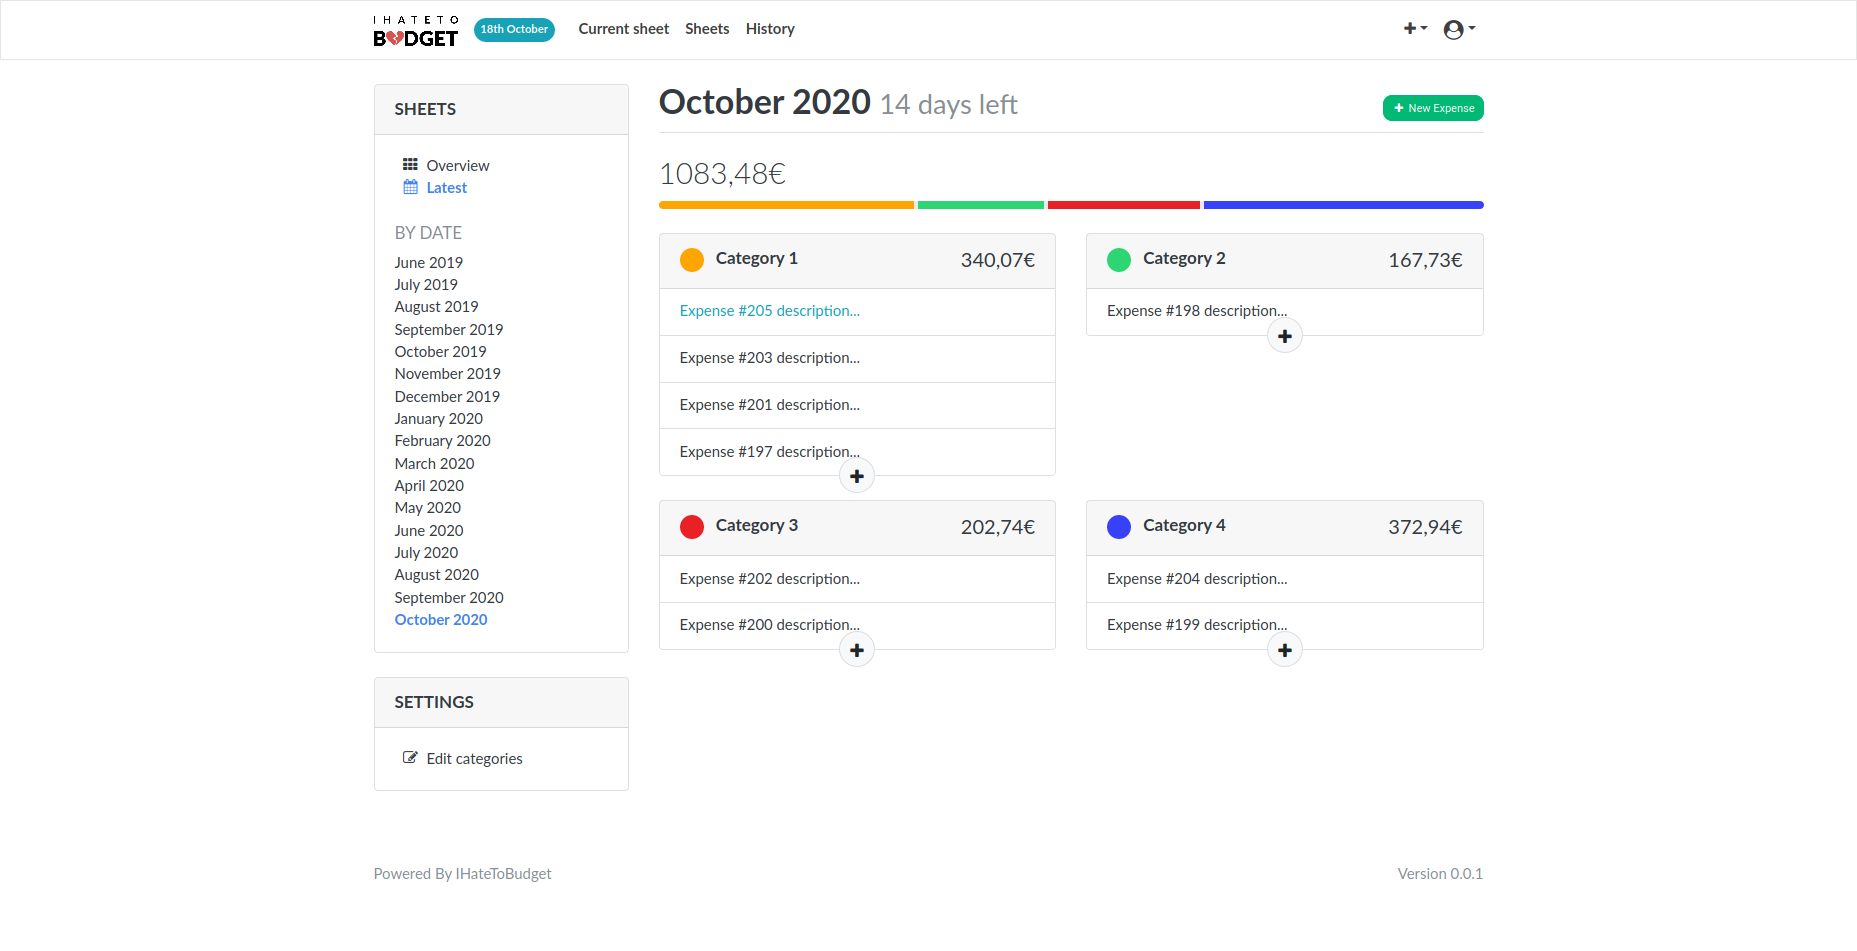 I HATE TO
BUDGET
18th October
Current sheet
Sheets
History
SHEETS
Overview
Latest
BY DATE
June 2019
July 2019
August 2019
September 2019
October 2019
November 2019
December 2019
January 2020
February 2020
March 2020
April 2020
May 2020
June 2020
July 2020
August 2020
September 2020
October 2020
SETTINGS
Edit categories
October 2020 14 days left
New Expense
1083,48€
Category 1 340,07€
Expense #205 description...
Expense #203 description...
Expense #201 description...
Expense #197 description...
Category 2 167,73€
Expense #198 description...
Category 3 202,74€
Expense #202 description...
Expense #200 description...
Category 4 372,94€
Expense #204 description...
Expense #199 description...
Powered By IHateToBudget
Version 0.0.1